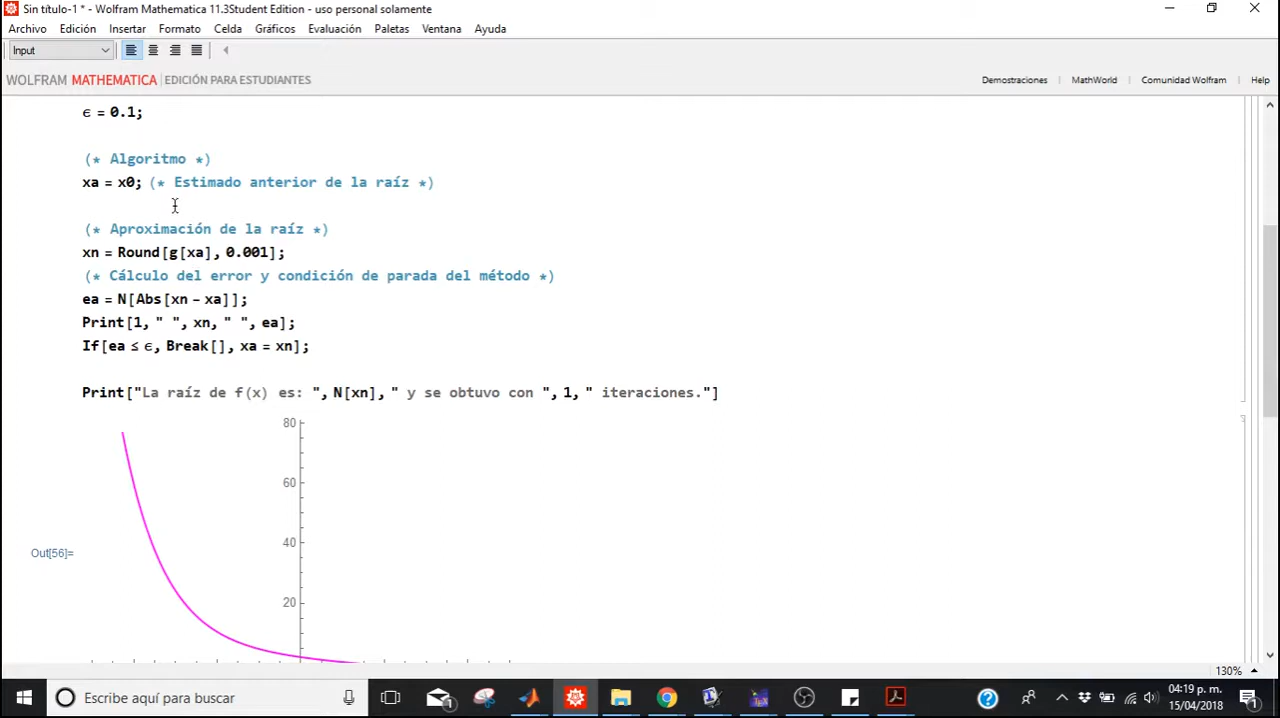 Sin título-1 * - Wolfram Mathematica 11.3Student Edition - uso personal solamente
Archivo Edición Insertar Formato Celda Gráficos Evaluación Paletas Ventana Ayuda
Input
WOLFRAM MATHEMATICA EDICIÓN PARA ESTUDIANTES
Demostraciones MathWorld Comunidad Wolfram Help
ϵ = 0.1;
(* Algoritmo *)
xa = x0; (* Estimado anterior de la raíz *)
(* Aproximación de la raíz *)
xn = Round[g[xa], 0.001];
(* Cálculo del error y condición de parada del método *)
ea = N[Abs[xn - xa]];
Print[1, " ", xn, " ", ea];
If[ea ≤ ϵ, Break[], xa = xn];
Print["La raíz de f(x) es: ", N[xn], " y se obtuvo con ", 1, " iteraciones."]
80
60
40
20
Out[56]=
130%
Escribe aquí para buscar
1
04:19 p. m.
15/04/2018
1